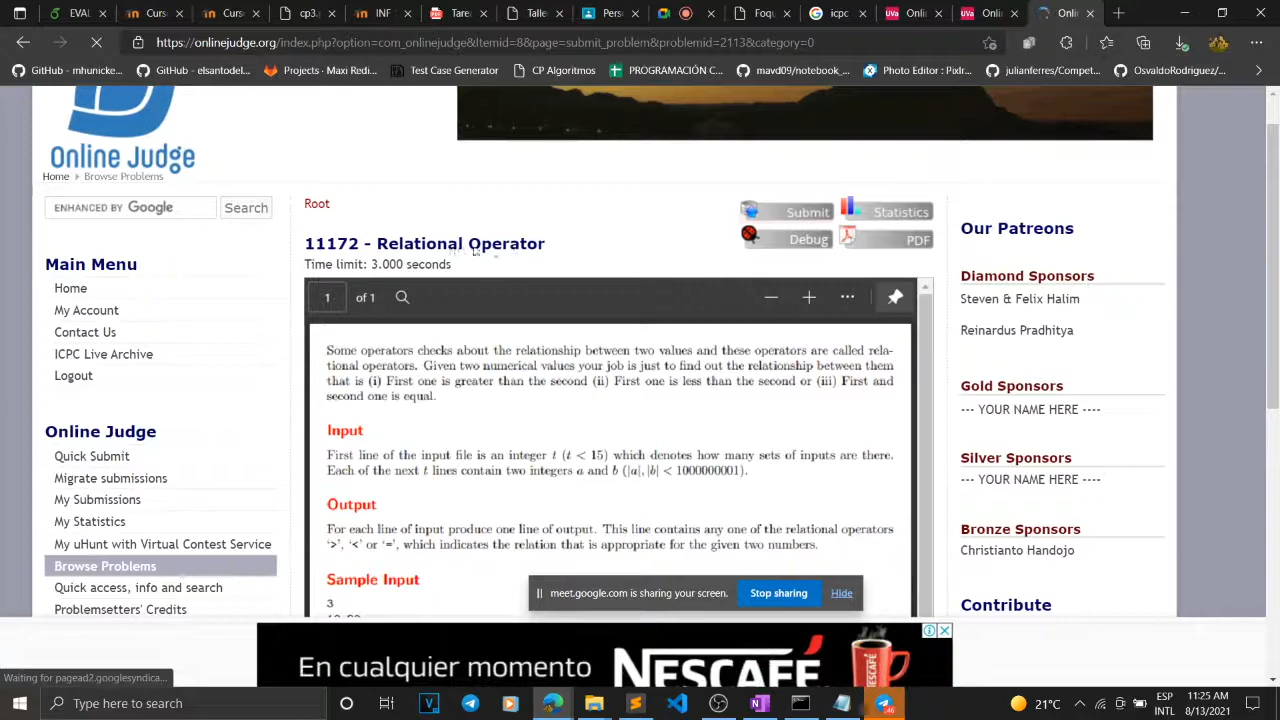 EVAL
Curs
Curs
cp3
INF
Tare
Talle
Pers
Foq
icpc
Onli
Onli
Onli
https://onlinejudge.org/index.php?option=com_onlinejudge&Itemid=8&page=submit_problem&problemid=2113&category=0
GitHub - EVALUNS...
GitHub - elsantodel...
Projects · Maxi Redi...
Test Case Generator
CP Algoritmos
PROGRAMACIÓN C...
mavd09/notebook_...
Photo Editor : Pixlr...
julianferres/Compet...
OsvaldoRodriguez/...
Online Judge
Home
Browse Problems
ENHANCED BY Google
Search
Root
Submit
Statistics
Debug
PDF
11172 - Relational Operator
Time limit: 3.000 seconds
1 of 1
Some operators checks about the relationship between two values and these operators are called rela-
tional operators. Given two numerical values your job is just to find out the relationship between them
that is (i) First one is greater than the second (ii) First one is less than the second or (iii) First and
second one is equal.
Input
First line of the input file is an integer t (t < 15) which denotes how many sets of inputs are there.
Each of the next t lines contain two integers a and b (|a|, |b| < 1000000001).
Output
For each line of input produce one line of output. This line contains any one of the relational operators
‘>’, ‘<’ or ‘=’, which indicates the relation that is appropriate for the given two numbers.
Sample Input
3
Main Menu
Home
My Account
Contact Us
ICPC Live Archive
Logout
Online Judge
Quick Submit
Migrate submissions
My Submissions
My Statistics
My uHunt with Virtual Contest Service
Browse Problems
Quick access, info and search
Problemsetters' Credits
Our Patreons
Diamond Sponsors
Steven & Felix Halim
Reinardus Pradhitya
Gold Sponsors
--- YOUR NAME HERE ----
Silver Sponsors
--- YOUR NAME HERE ----
Bronze Sponsors
Christianto Handojo
Contribute
meet.google.com is sharing your screen.
Stop sharing
Hide
En cualquier momento
NESCAFÉ
Waiting for pagead2.googlesyndica...
Type here to search
46
21°C
ESP
INTL
11:25 AM
8/13/2021